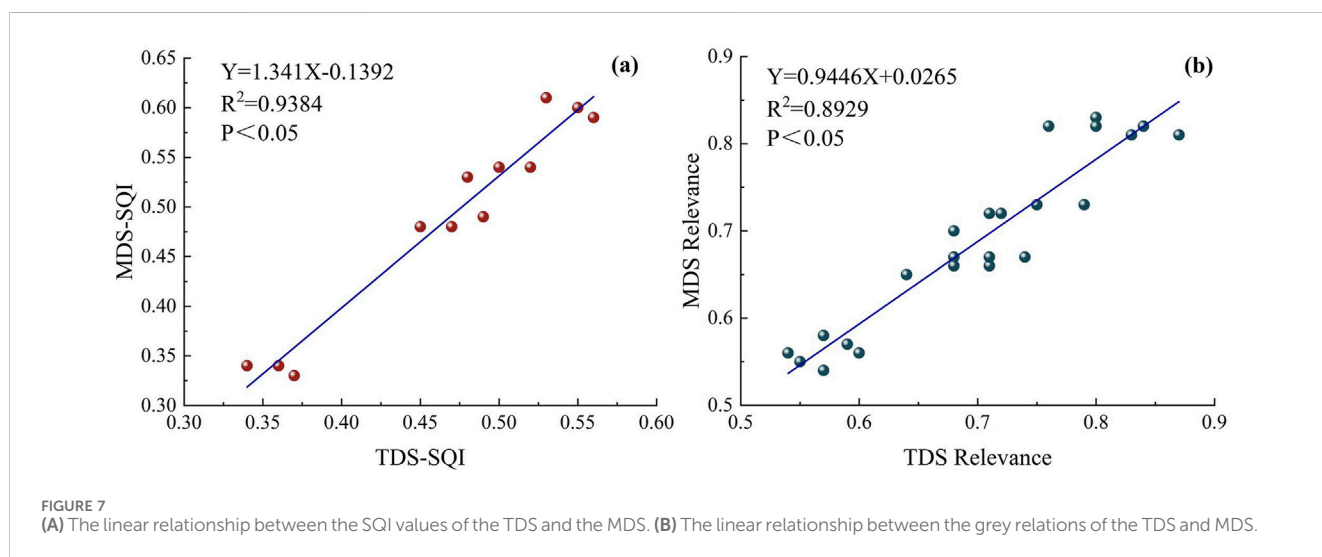 (a)
Y=1.341X-0.1392
R²=0.9384
P＜0.05
MDS-SQI
0.65
0.60
0.55
0.50
0.45
0.40
0.35
0.30
0.30 0.35 0.40 0.45 0.50 0.55 0.60
TDS-SQI
(b)
Y=0.9446X+0.0265
R²=0.8929
P＜0.05
MDS Relevance
0.9
0.8
0.7
0.6
0.5
0.5 0.6 0.7 0.8 0.9
TDS Relevance
FIGURE 7
(A) The linear relationship between the SQI values of the TDS and the MDS. (B) The linear relationship between the grey relations of the TDS and MDS.